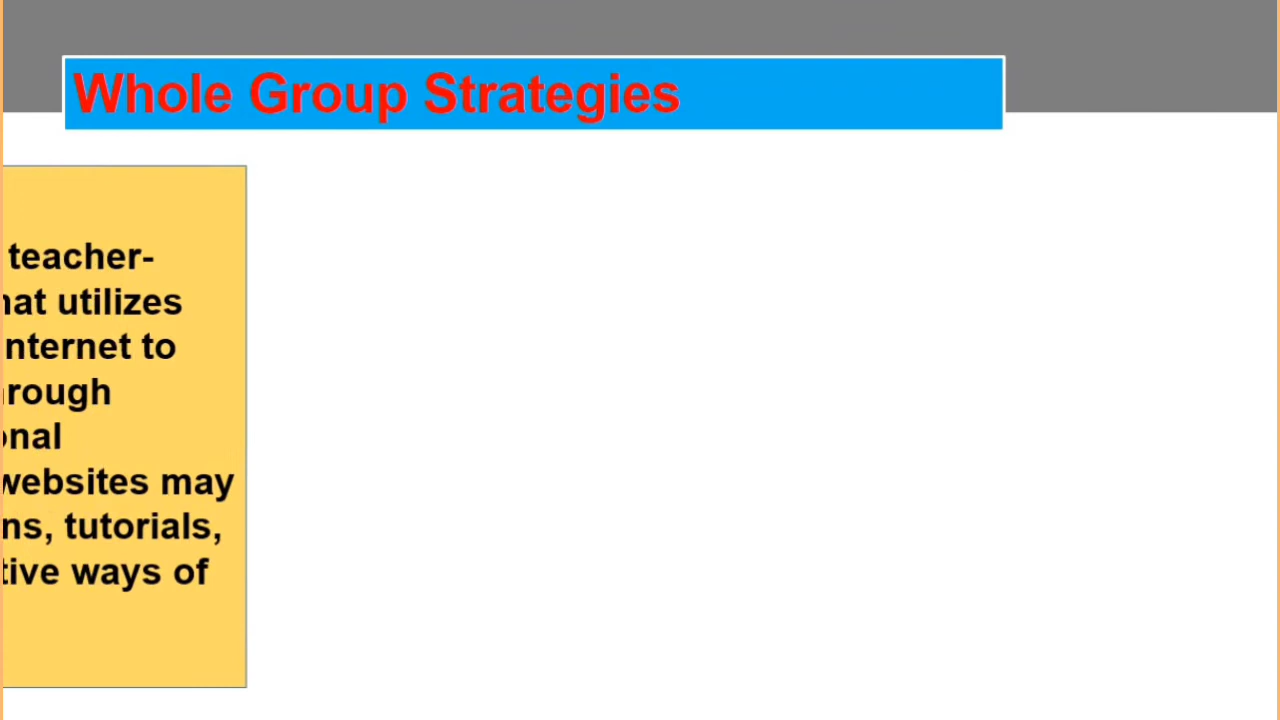 Whole Group Strategies
teacher-
hat utilizes
nternet to
rough
onal
websites may
ns, tutorials,
tive ways of